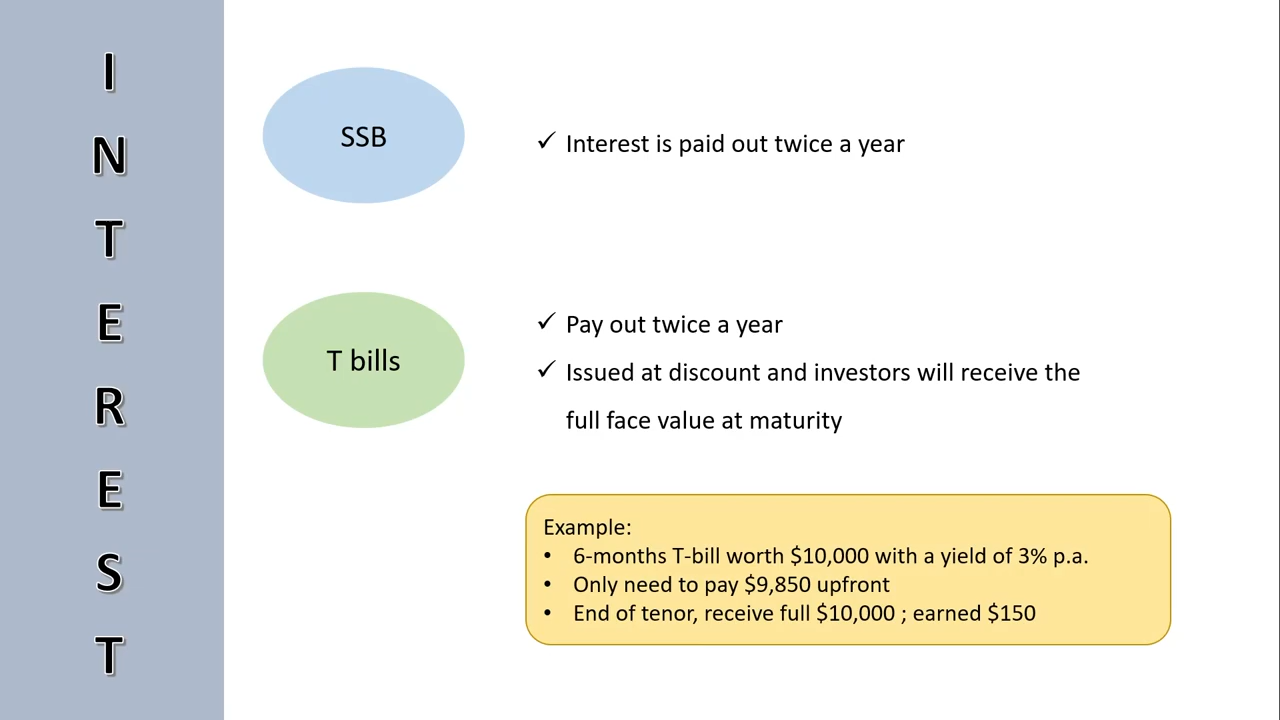 INTEREST
SSB
✓ Interest is paid out twice a year
T bills
✓ Pay out twice a year
✓ Issued at discount and investors will receive the
full face value at maturity
Example:
• 6-months T-bill worth $10,000 with a yield of 3% p.a.
• Only need to pay $9,850 upfront
• End of tenor, receive full $10,000 ; earned $150